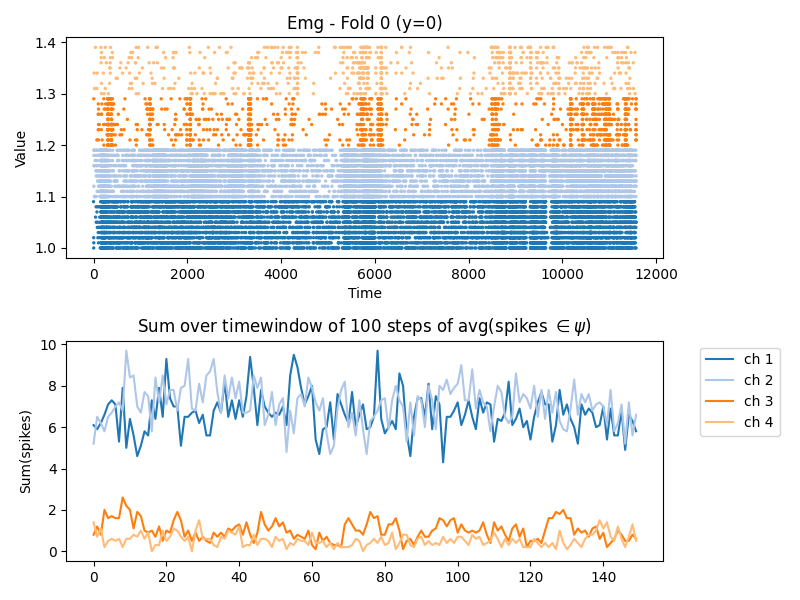 Emg - Fold 0 (y=0)
1.4
1.3
1.2
1.1
1.0
Value
0 2000 4000 6000 8000 10000 12000
Time
Sum over timewindow of 100 steps of avg(spikes ∈ ψ)
10
8
6
4
2
0
Sum(spikes)
0 20 40 60 80 100 120 140
ch 1
ch 2
ch 3
ch 4